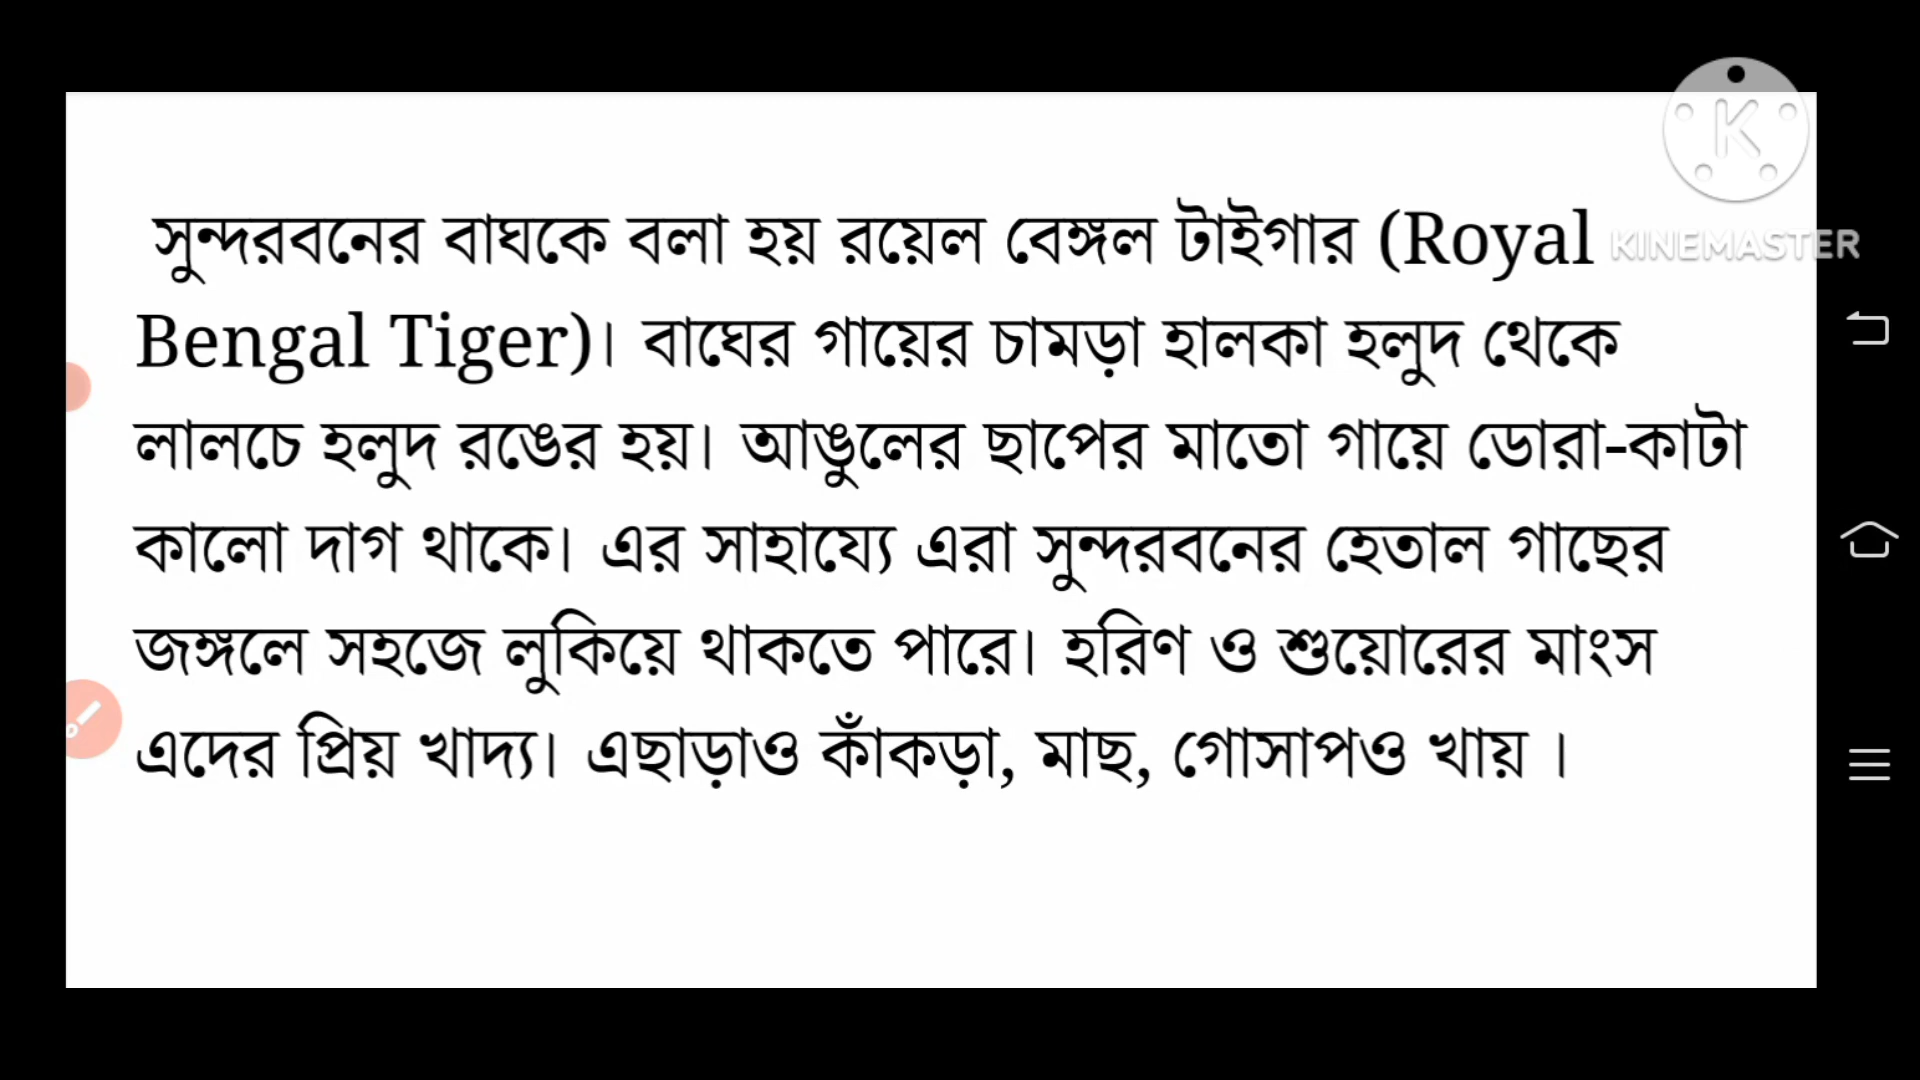 সুন্দরবনের বাঘকে বলা হয় রয়েল বেঙ্গল টাইগার (Royal
Bengal Tiger)। বাঘের গায়ের চামড়া হালকা হলুদ থেকে
লালচে হলুদ রঙের হয়। আঙুলের ছাপের মাতো গায়ে ডোরা-কাটা
কালো দাগ থাকে। এর সাহায্যে এরা সুন্দরবনের হেতাল গাছের
জঙ্গলে সহজে লুকিয়ে থাকতে পারে। হরিণ ও শুয়োরের মাংস
এদের প্রিয় খাদ্য। এছাড়াও কাঁকড়া, মাছ, গোসাপও খায় ।
K
KINEMASTER